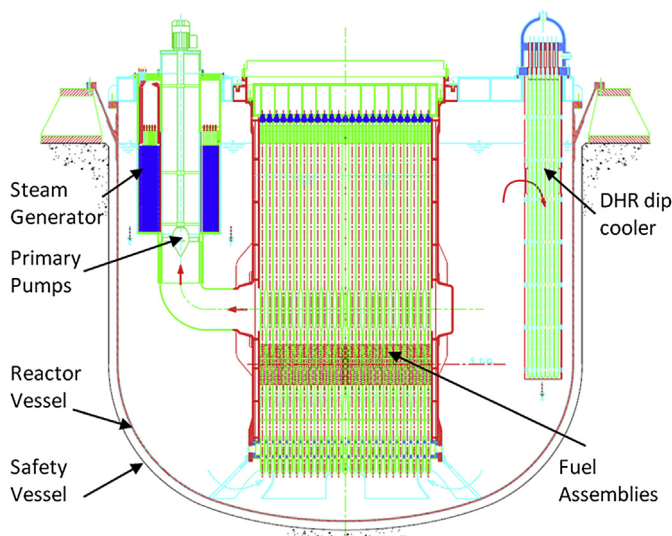 Steam
Generator
Primary
Pumps
Reactor
Vessel
Safety
Vessel
DHR dip
cooler
Fuel
Assemblies